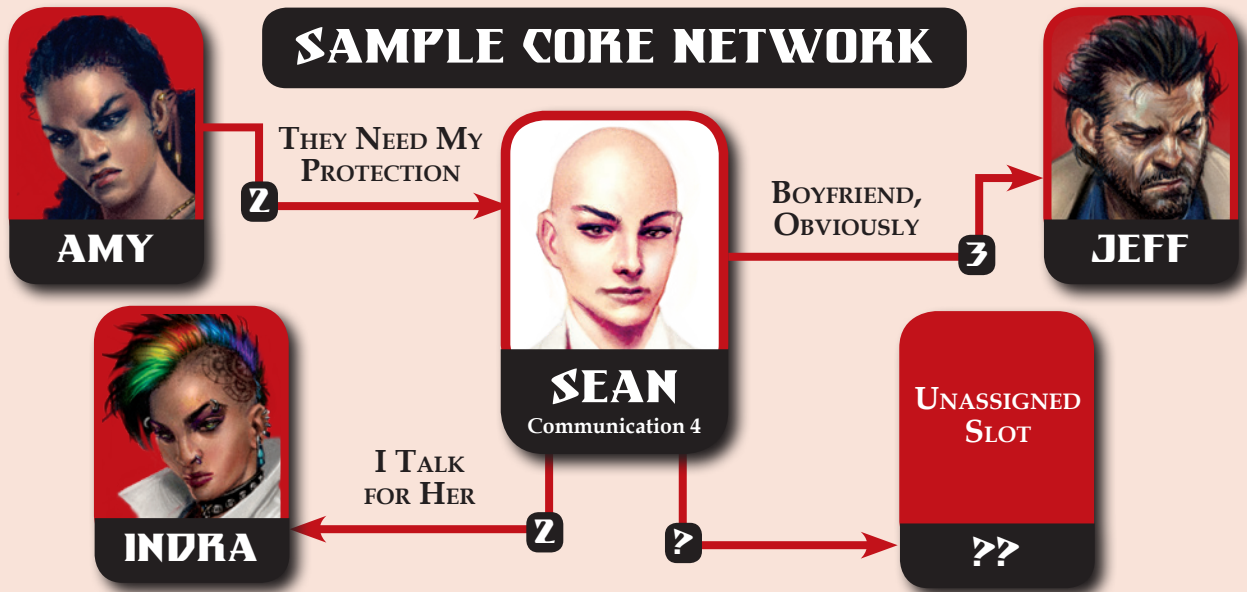 SAMPLE CORE NETWORK
THEY NEED MY
PROTECTION
2
AMY
BOYFRIEND,
OBVIOUSLY
3
JEFF
SEAN
Communication 4
I TALK
FOR HER
2
INDRA
?
UNASSIGNED
SLOT
??